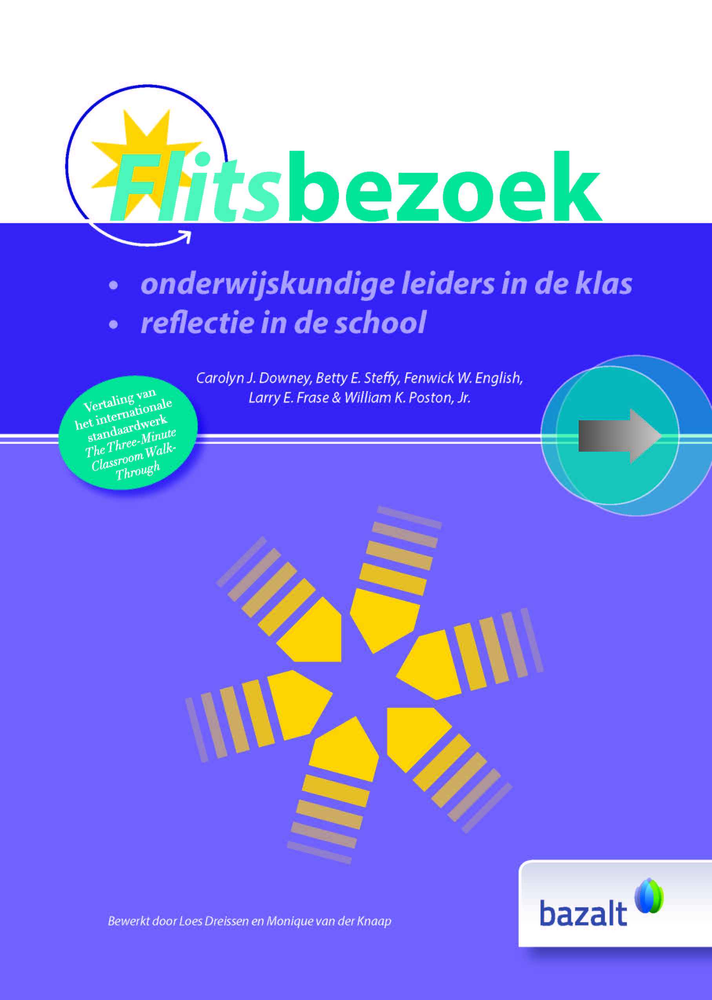 Flitsbezoek
• onderwijskundige leiders in de klas
• reflectie in de school
Carolyn J. Downey, Betty E. Steffy, Fenwick W. English,
Larry E. Frase & William K. Poston, Jr.
Vertaling van
het internationale
standaardwerk
The Three-Minute
Classroom Walk-
Through
Bewerkt door Loes Dreissen en Monique van der Knaap
bazalt